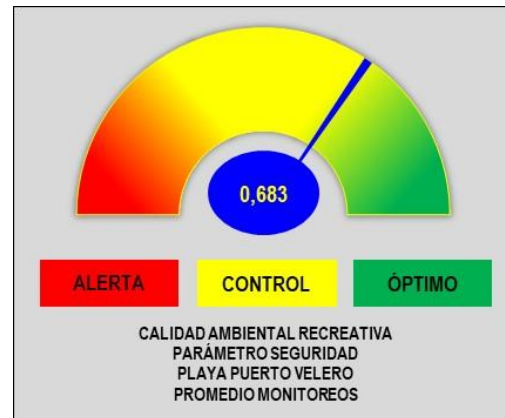 0,683
ALERTA CONTROL ÓPTIMO
CALIDAD AMBIENTAL RECREATIVA
PARÁMETRO SEGURIDAD
PLAYA PUERTO VELERO
PROMEDIO MONITOREOS